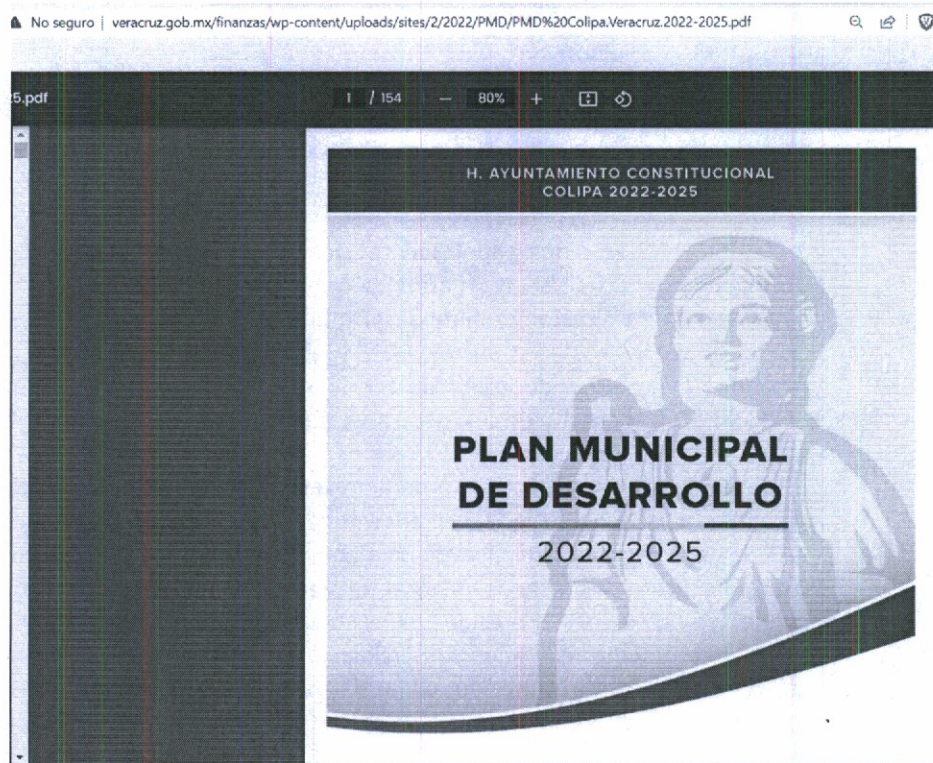 No seguro | veracruz.gob.mx/finanzas/wp-content/uploads/sites/2/2022/PMD/PMD%20Colipa.Veracruz.2022-2025.pdf
5.pdf
1 / 154 — 80% +
H. AYUNTAMIENTO CONSTITUCIONAL
COLIPA 2022-2025
PLAN MUNICIPAL
DE DESARROLLO
2022-2025